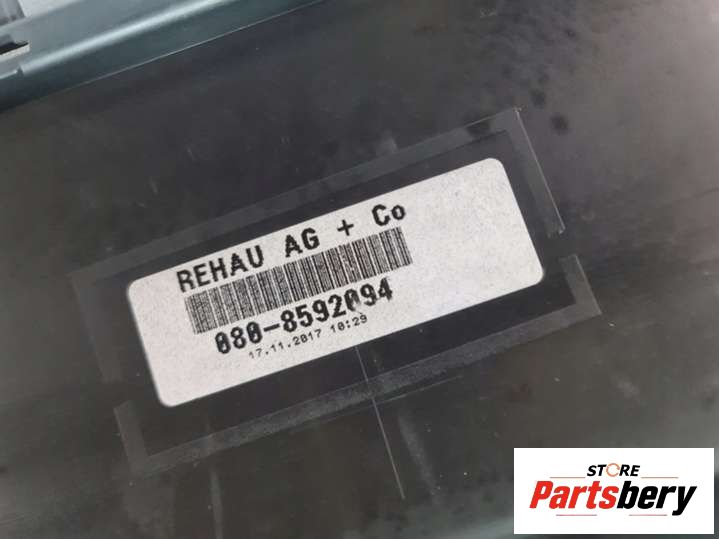 REHAU AG + Co
080-8592094
17.11.2017 10:29
STORE
Partsbery